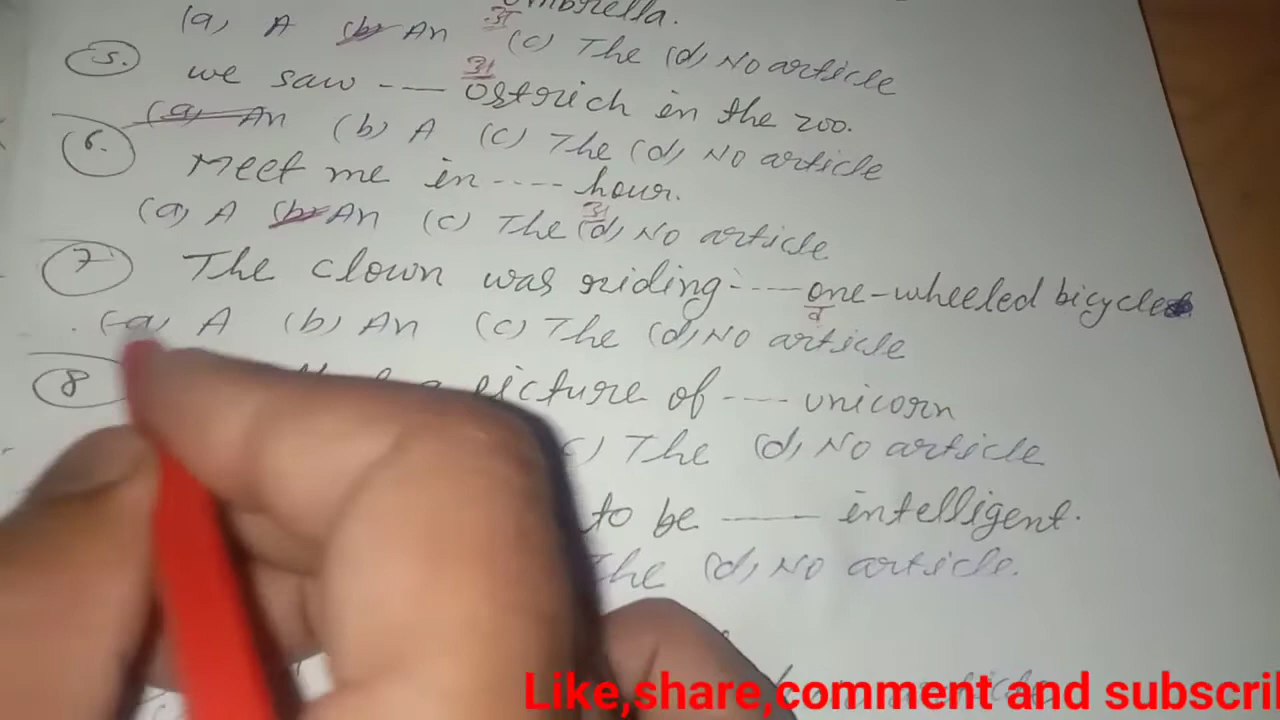 umbrella.
(a) A (b) An (c) The (d) No article
5. we saw --- ostrich in the zoo.
(a) An (b) A (c) The (d) No article
6. Meet me in ---- hour.
(a) A (b) An (c) The (d) No article
7. The clown was riding ---- one-wheeled bicycle
(a) A (b) An (c) The (d) No article
8 a picture of ---- unicorn
(c) The (d) No article
to be ---- intelligent.
The (d) No article.
Like,share,comment and subscri